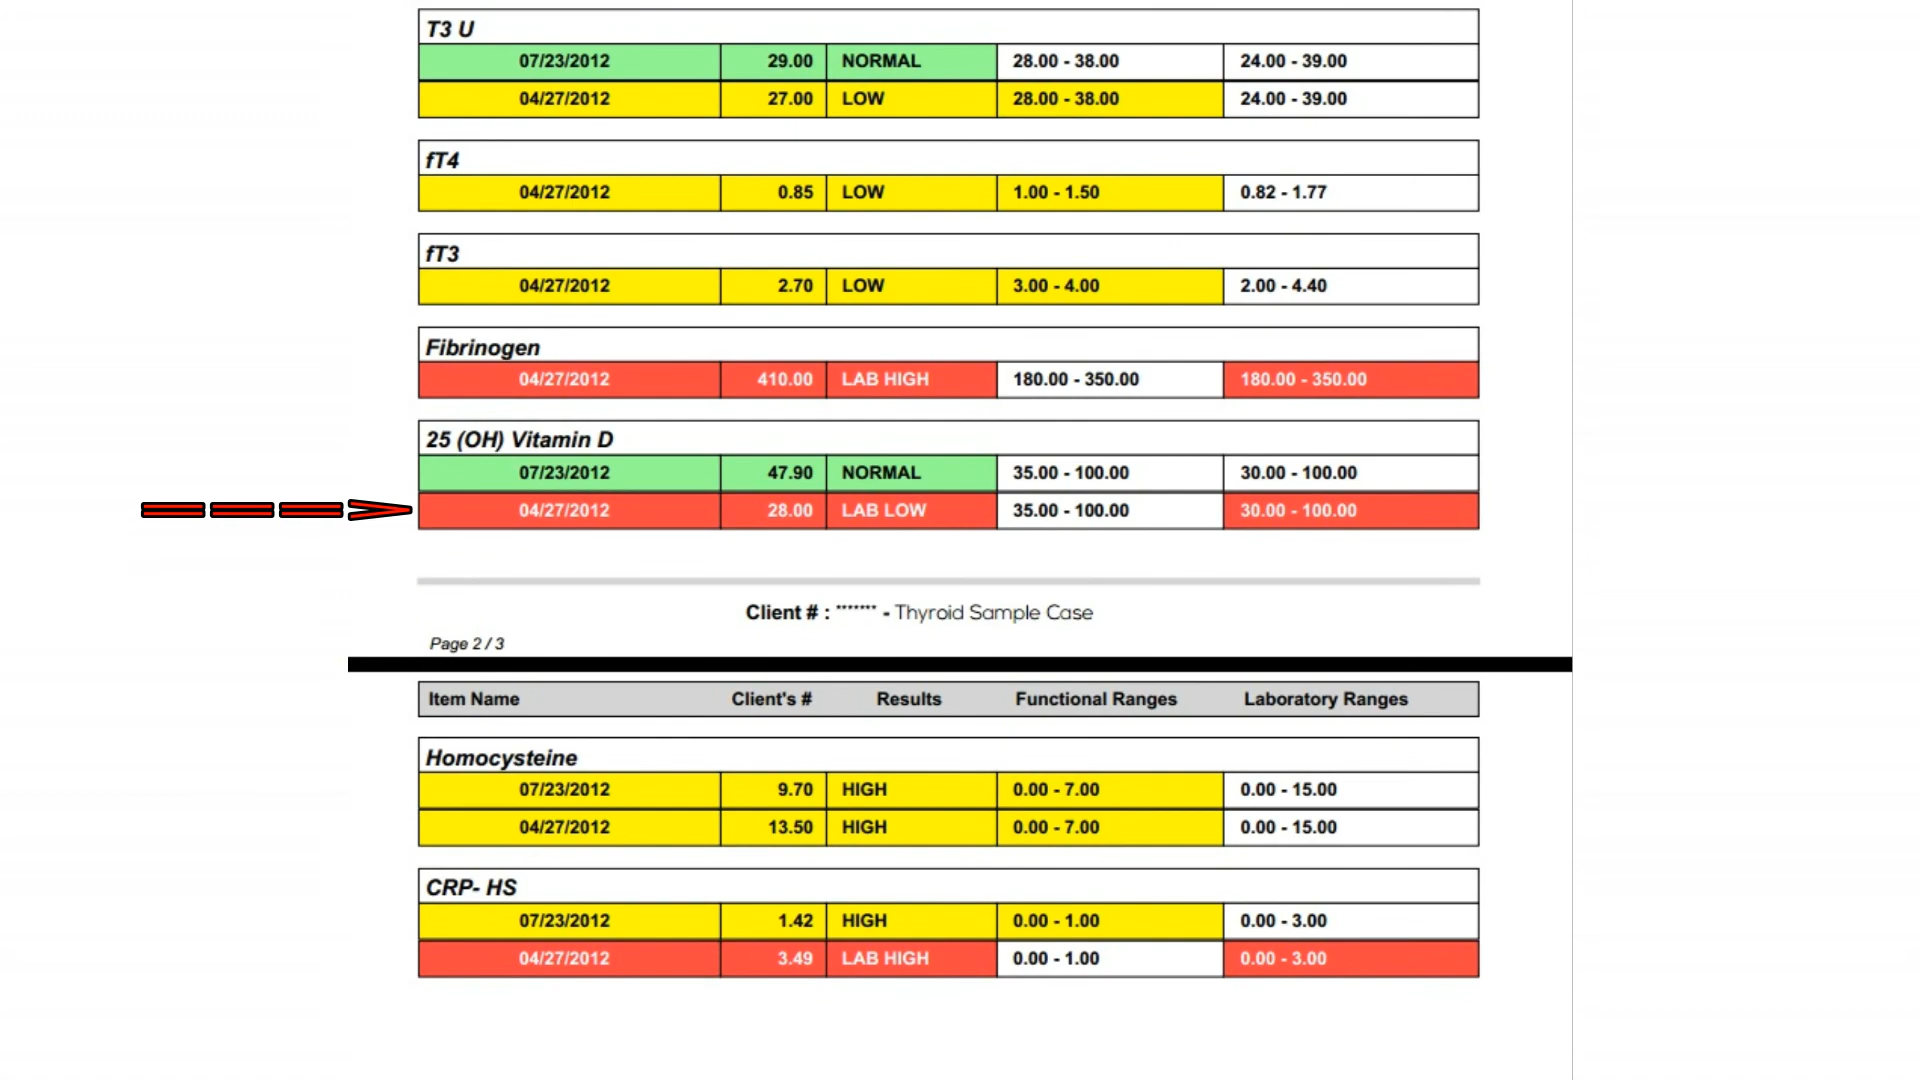 T3 U
07/23/2012 29.00 NORMAL 28.00 - 38.00 24.00 - 39.00
04/27/2012 27.00 LOW 28.00 - 38.00 24.00 - 39.00
fT4
04/27/2012 0.85 LOW 1.00 - 1.50 0.82 - 1.77
fT3
04/27/2012 2.70 LOW 3.00 - 4.00 2.00 - 4.40
Fibrinogen
04/27/2012 410.00 LAB HIGH 180.00 - 350.00 180.00 - 350.00
25 (OH) Vitamin D
07/23/2012 47.90 NORMAL 35.00 - 100.00 30.00 - 100.00
04/27/2012 28.00 LAB LOW 35.00 - 100.00 30.00 - 100.00
Client # : ******* - Thyroid Sample Case
Page 2 / 3
Item Name Client's # Results Functional Ranges Laboratory Ranges
Homocysteine
07/23/2012 9.70 HIGH 0.00 - 7.00 0.00 - 15.00
04/27/2012 13.50 HIGH 0.00 - 7.00 0.00 - 15.00
CRP- HS
07/23/2012 1.42 HIGH 0.00 - 1.00 0.00 - 3.00
04/27/2012 3.49 LAB HIGH 0.00 - 1.00 0.00 - 3.00